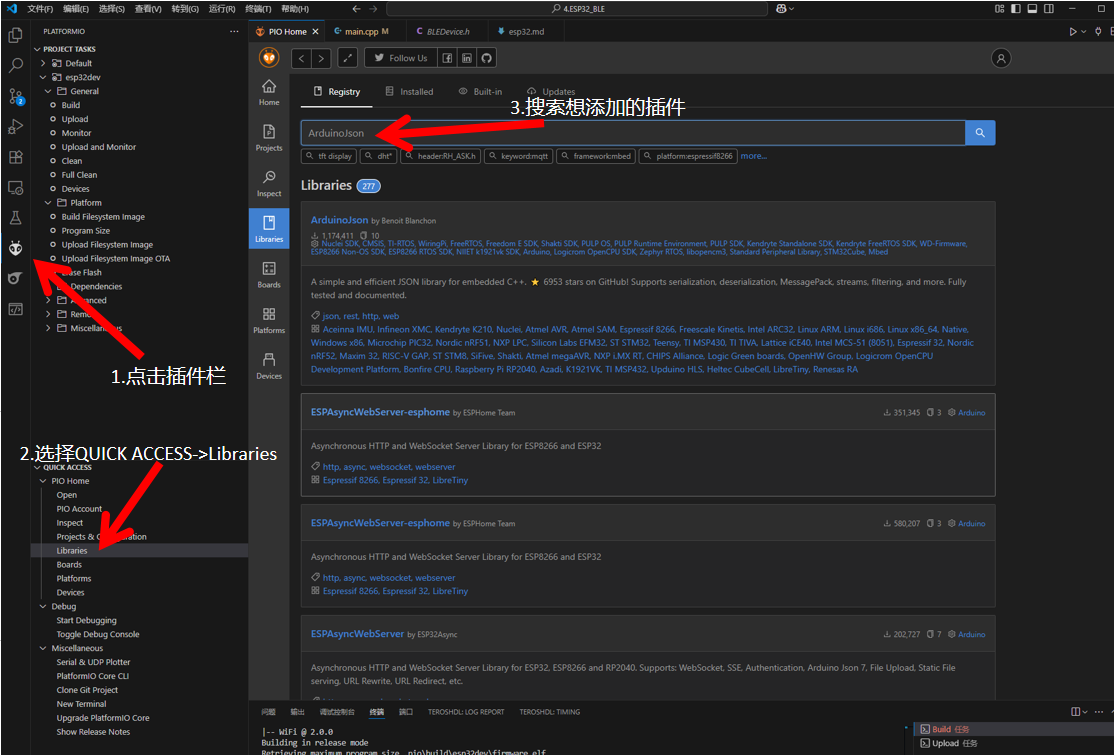 文件(F) 编辑(E) 选择(S) 查看(V) 转到(G) 运行(R) 终端(T) 帮助(H)
4.ESP32_BLE
PLATFORMIO
PROJECT TASKS
Default
esp32dev
General
Build
Upload
Monitor
Upload and Monitor
Clean
Full Clean
Devices
Platform
Build Filesystem Image
Program Size
Upload Filesystem Image
Upload Filesystem Image OTA
Erase Flash
Dependencies
Advanced
Miscellaneous
2
1.点击插件栏
2.选择QUICK ACCESS->Libraries
QUICK ACCESS
PIO Home
Open
PIO Account
Inspect
Projects & Configuration
Libraries
Boards
Platforms
Devices
Debug
Start Debugging
Toggle Debug Console
Miscellaneous
Serial & UDP Plotter
PlatformIO Core CLI
Clone Git Project
New Terminal
Upgrade PlatformIO Core
Show Release Notes
PIO Home main.cpp M BLEDevice.h esp32.md
Follow Us
Home
Projects
Inspect
Libraries
Boards
Platforms
Devices
Registry Installed Built-in Updates
3.搜索想添加的插件
ArduinoJson
tft display dht* header:RH_ASK.h keyword:mqtt framework:mbed platform:espressif8266 more...
Libraries 277
ArduinoJson by Benoit Blanchon
1,174,411 10
Nuclei SDK, CMSIS, TI-RTOS, WiringPi, FreeRTOS, Freedom E SDK, Shakti SDK, PULP OS, PULP Runtime Environment, PULP SDK, Kendryte Standalone SDK, Kendryte FreeRTOS SDK, WD-Firmware,
ESP8266 Non-OS SDK, ESP8266 RTOS SDK, NIIET k1921vk SDK, Arduino, Logicrom OpenCPU SDK, Zephyr RTOS, libopencm3, Standard Peripheral Library, STM32Cube, Mbed
A simple and efficient JSON library for embedded C++. ⭐ 6953 stars on GitHub! Supports serialization, deserialization, MessagePack, streams, filtering, and more. Fully
tested and documented.
json, rest, http, web
Aceinna IMU, Infineon XMC, Kendryte K210, Nuclei, Atmel AVR, Atmel SAM, Espressif 8266, Freescale Kinetis, Intel ARC32, Linux ARM, Linux i686, Linux x86_64, Native,
Windows x86, Microchip PIC32, Nordic nRF51, NXP LPC, Silicon Labs EFM32, ST STM32, Teensy, TI MSP430, TI TIVA, Lattice iCE40, Intel MCS-51 (8051), Espressif 32, Nordic
nRF52, Maxim 32, RISC-V GAP, ST STM8, SiFive, Shakti, Atmel megaAVR, NXP i.MX RT, CHIPS Alliance, Logic Green boards, OpenHW Group, Logicrom OpenCPU
Development Platform, Bonfire CPU, Raspberry Pi RP2040, Azadi, K1921VK, TI MSP432, Upduino HLS, Heltec CubeCell, LibreTiny, Renesas RA
ESPAsyncWebServer-esphome by ESPHome Team 351,345 3 Arduino
Asynchronous HTTP and WebSocket Server Library for ESP8266 and ESP32
http, async, websocket, webserver
Espressif 8266, Espressif 32, LibreTiny
ESPAsyncWebServer-esphome by ESPHome Team 580,207 3 Arduino
Asynchronous HTTP and WebSocket Server Library for ESP8266 and ESP32
http, async, websocket, webserver
Espressif 8266, Espressif 32, LibreTiny
ESPAsyncWebServer by ESP32Async 202,727 7 Arduino
Asynchronous HTTP and WebSocket Server Library for ESP32, ESP8266 and RP2040. Supports: WebSocket, SSE, Authentication, Arduino Json 7, File Upload, Static File
serving, URL Rewrite, URL Redirect, etc.
问题 输出 调试控制台 终端 端口 TEROSHDL: LOG REPORT TEROSHDL: TIMING
|-- WiFi @ 2.0.0
Building in release mode
Retrieving maximum program size .pio\build\esp32dev\firmware.elf
Build 任务
Upload 任务